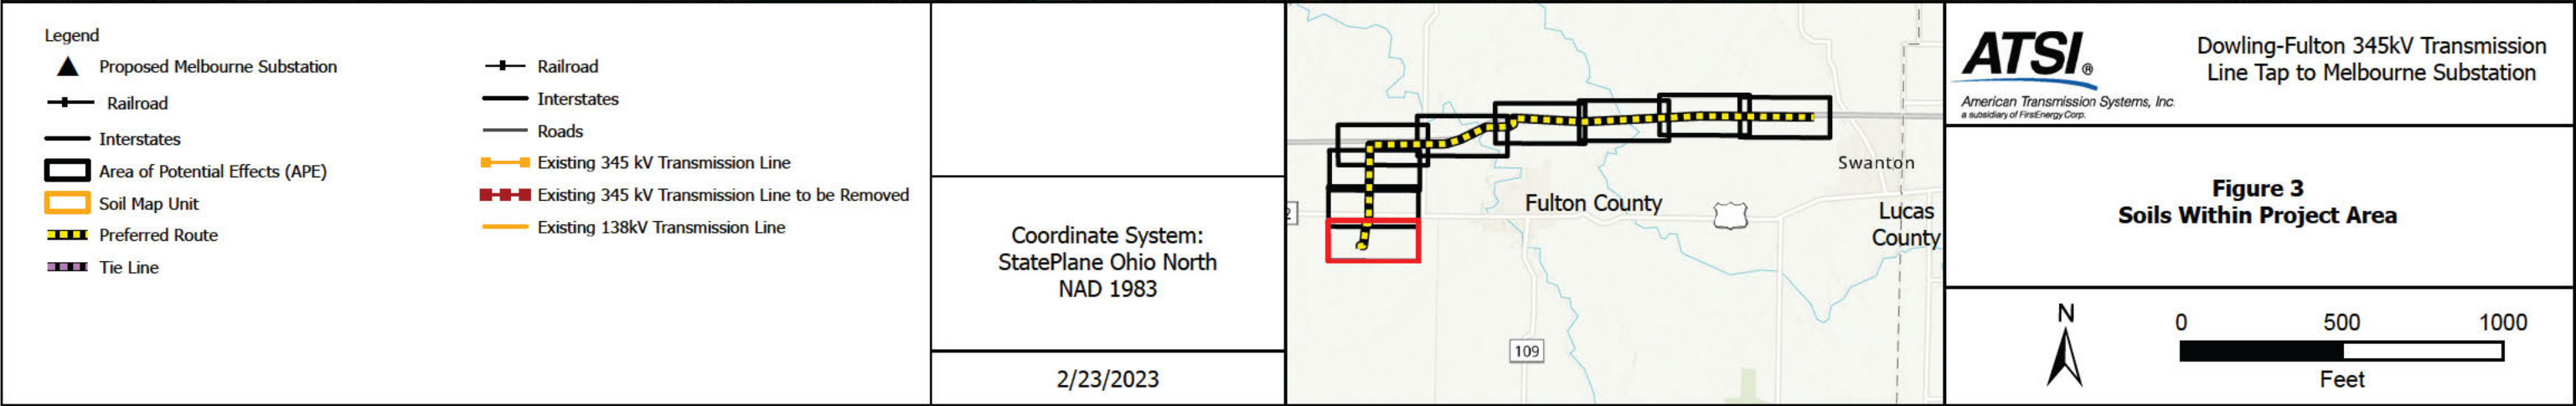 Legend
Proposed Melbourne Substation
Railroad
Interstates
Area of Potential Effects (APE)
Soil Map Unit
Preferred Route
Tie Line
Railroad
Interstates
Roads
Existing 345 kV Transmission Line
Existing 345 kV Transmission Line to be Removed
Existing 138kV Transmission Line
Coordinate System:
StatePlane Ohio North
NAD 1983
2/23/2023
2
Swanton
Fulton County
Lucas
County
109
ATSI®
American Transmission Systems, Inc.
a subsidiary of FirstEnergy Corp.
Dowling-Fulton 345kV Transmission
Line Tap to Melbourne Substation
Figure 3
Soils Within Project Area
N
0 500 1000
Feet